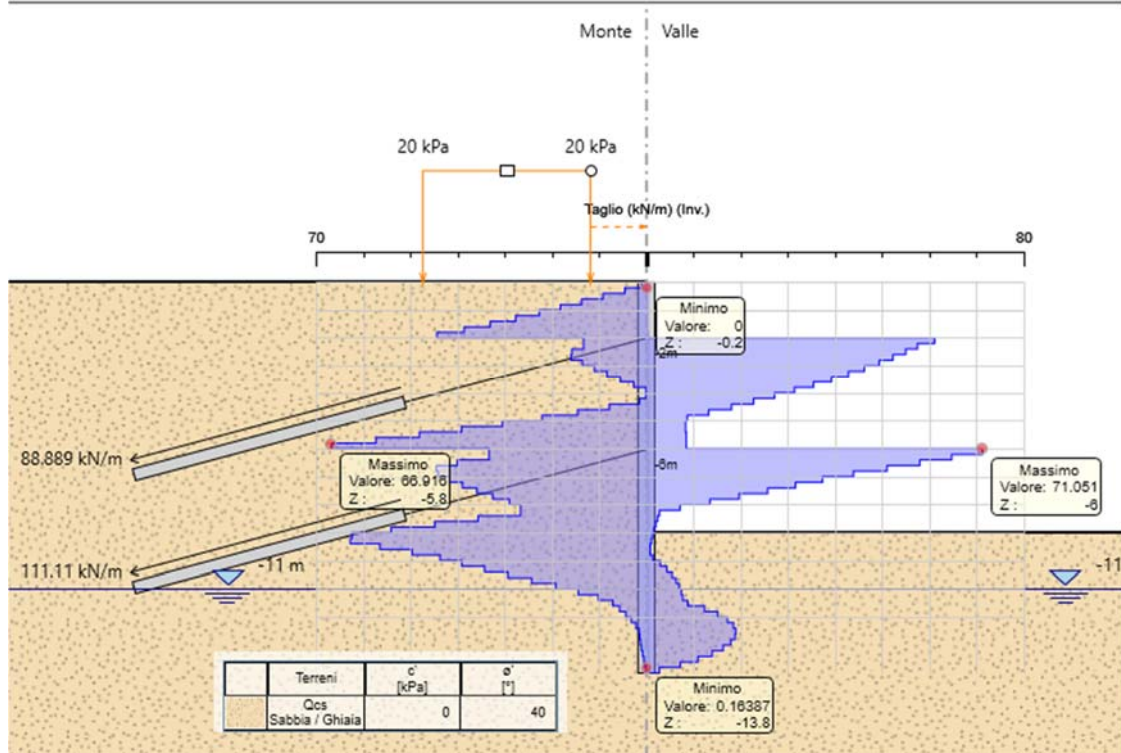 Monte Valle
20 kPa 20 kPa
Taglio (kN/m) (Inv.)
70 80
Minimo
Valore: 0
Z : -0.2
-2m
88.889 kN/m
-6m
Massimo
Valore: 66.916
Z : -5.8
Massimo
Valore: 71.051
Z : -6
111.11 kN/m
-11 m -11
Terreni c' ø'
[kPa] [°]
Qcs 0 40
Sabbia / Ghiaia
Minimo
Valore: 0.16387
Z : -13.8